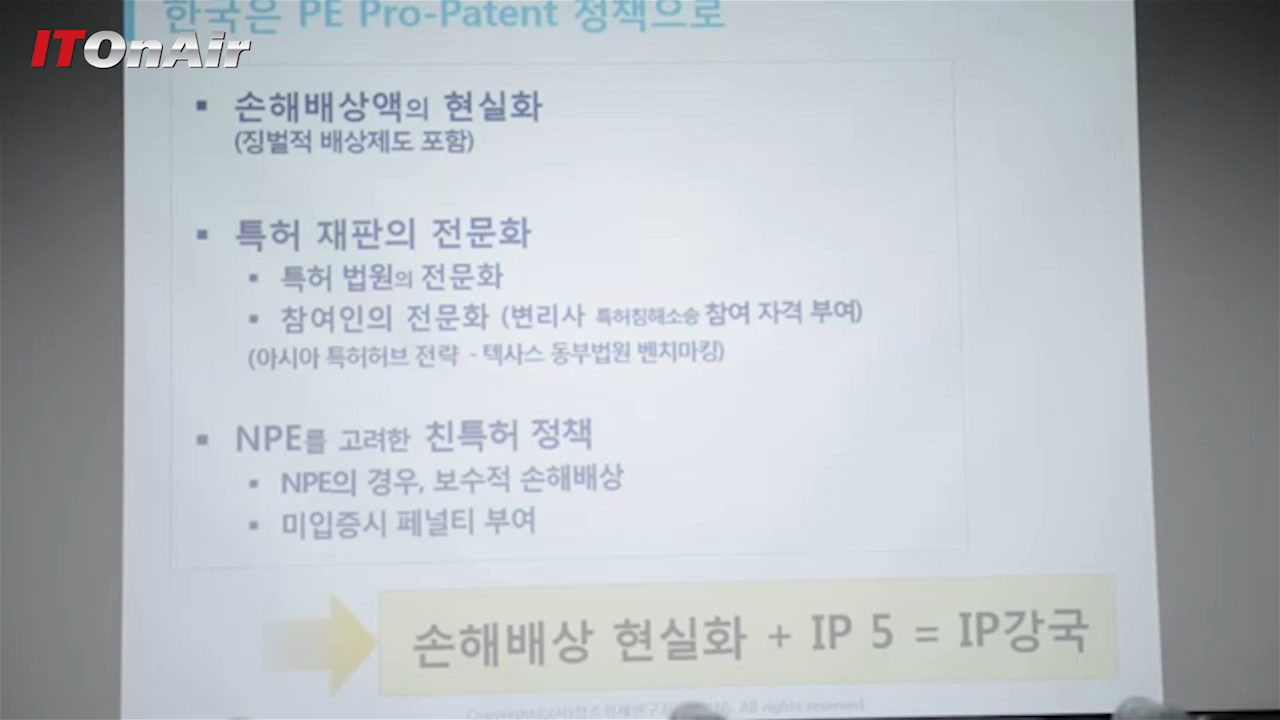 한국은 PE Pro-Patent 정책으로
ITOnAir
▪ 손해배상액의 현실화
(징벌적 배상제도 포함)
▪ 특허 재판의 전문화
▪ 특허 법원의 전문화
▪ 참여인의 전문화 (변리사 특허침해소송 참여 자격 부여)
(아시아 특허허브 전략 - 텍사스 동부법원 벤치마킹)
▪ NPE를 고려한 친특허 정책
▪ NPE의 경우, 보수적 손해배상
▪ 미입증시 페널티 부여
손해배상 현실화 + IP 5 = IP강국
All rights reserved.